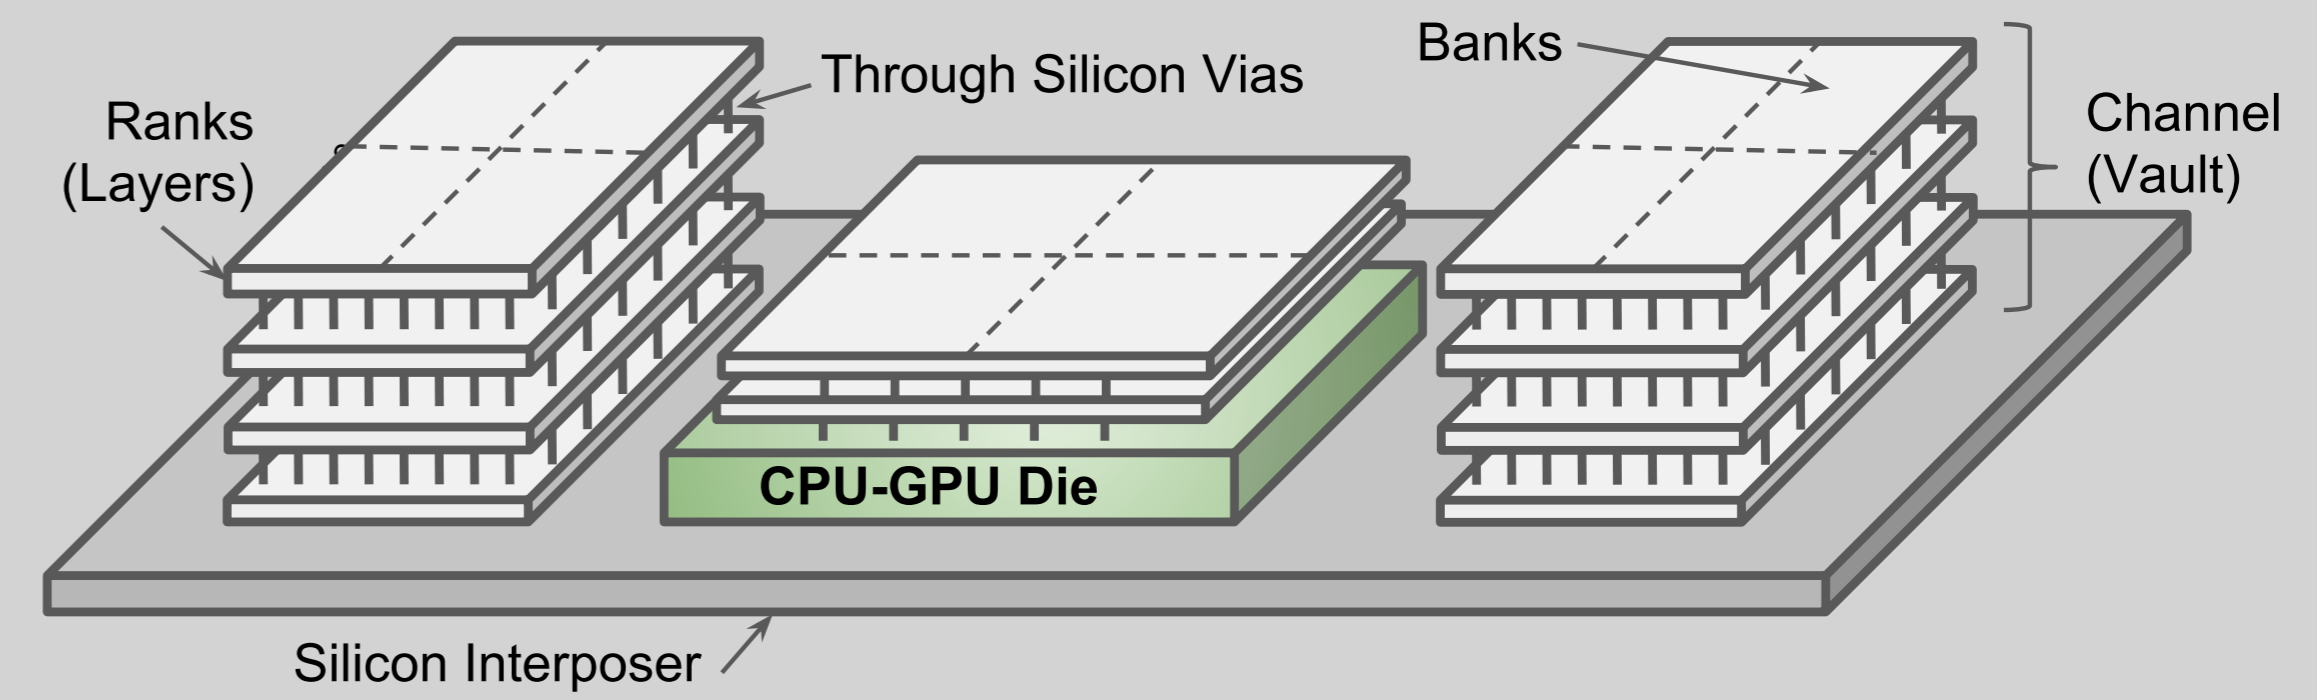 Banks
Through Silicon Vias
Ranks
(Layers)
Channel
(Vault)
CPU-GPU Die
Silicon Interposer